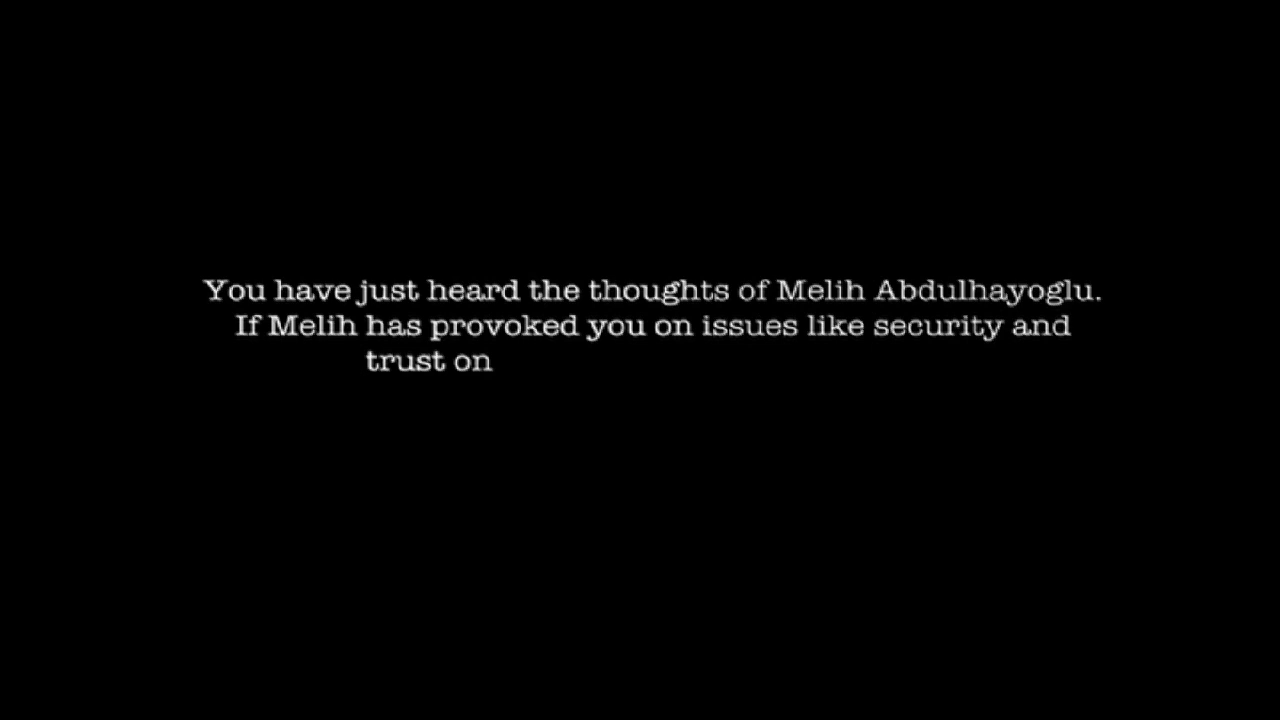 You have just heard the thoughts of Melih Abdulhayoglu.
If Melih has provoked you on issues like security and
trust on